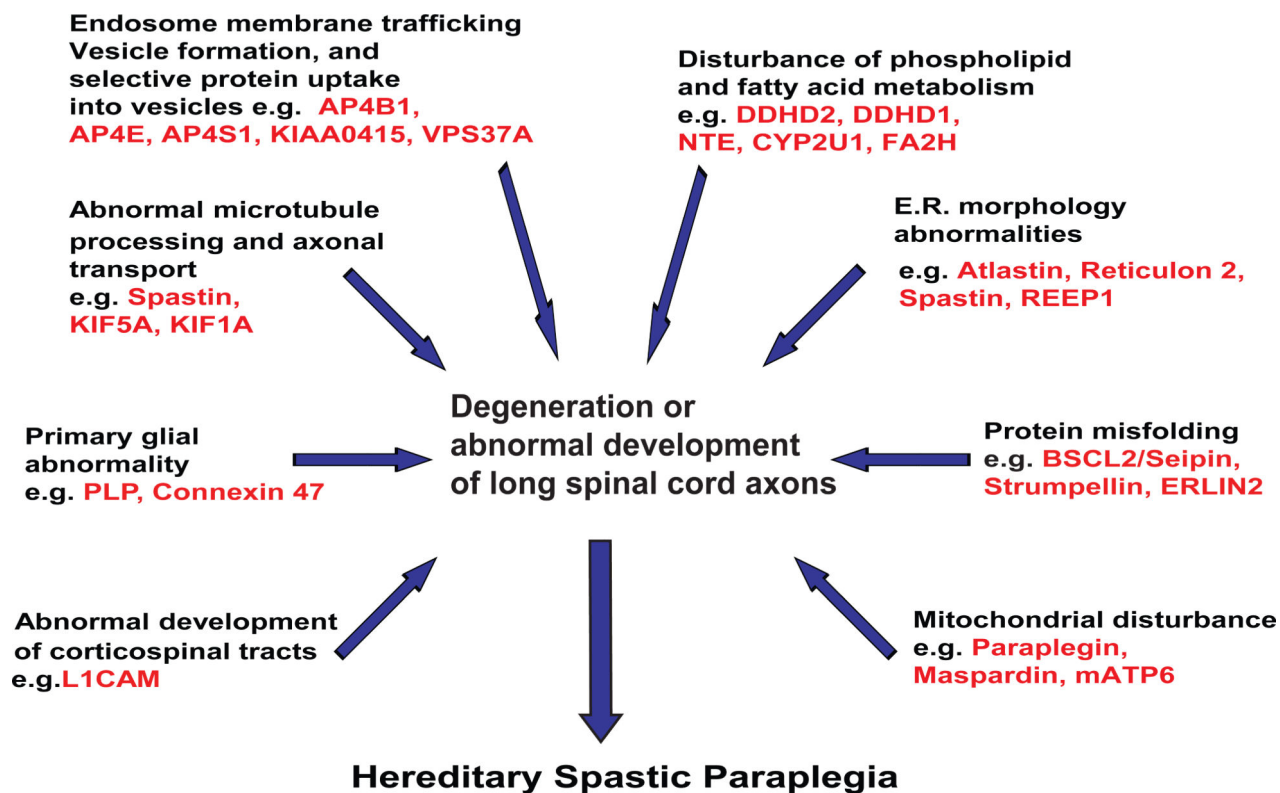 Endosome membrane trafficking
Vesicle formation, and
selective protein uptake
into vesicles e.g. AP4B1,
AP4E, AP4S1, KIAA0415, VPS37A
Disturbance of phospholipid
and fatty acid metabolism
e.g. DDHD2, DDHD1,
NTE, CYP2U1, FA2H
Abnormal microtubule
processing and axonal
transport
e.g. Spastin,
KIF5A, KIF1A
E.R. morphology
abnormalities
e.g. Atlastin, Reticulon 2,
Spastin, REEP1
Degeneration or
abnormal development
of long spinal cord axons
Primary glial
abnormality
e.g. PLP, Connexin 47
Protein misfolding
e.g. BSCL2/Seipin,
Strumpellin, ERLIN2
Abnormal development
of corticospinal tracts
e.g.L1CAM
Mitochondrial disturbance
e.g. Paraplegin,
Maspardin, mATP6
Hereditary Spastic Paraplegia